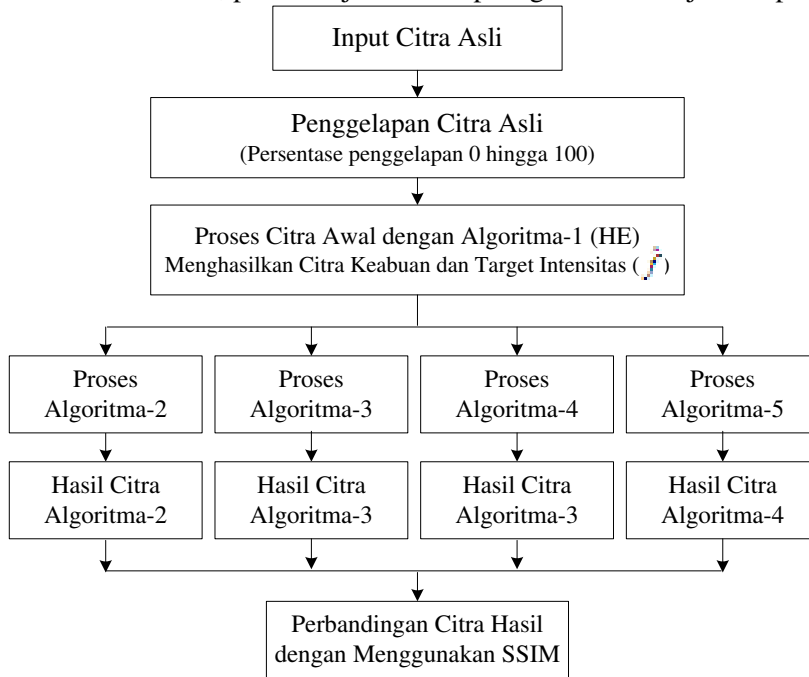 Input Citra Asli
Penggelapan Citra Asli
(Persentase penggelapan 0 hingga 100)
Proses Citra Awal dengan Algoritma-1 (HE)
Menghasilkan Citra Keabuan dan Target Intensitas ( )
Proses
Algoritma-2
Proses
Algoritma-3
Proses
Algoritma-4
Proses
Algoritma-5
Hasil Citra
Algoritma-2
Hasil Citra
Algoritma-3
Hasil Citra
Algoritma-3
Hasil Citra
Algoritma-4
Perbandingan Citra Hasil
dengan Menggunakan SSIM